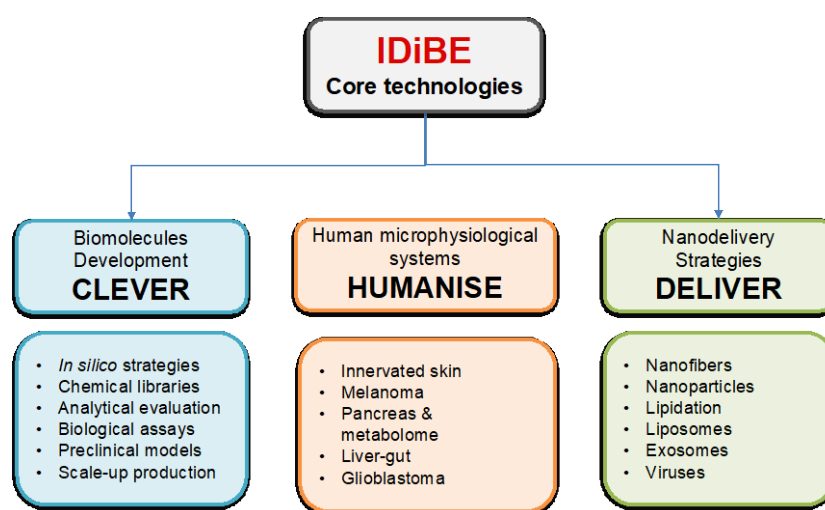 IDiBE
Core technologies
Biomolecules
Development
CLEVER
Human microphysiological
systems
HUMANISE
Nanodelivery
Strategies
DELIVER
• In silico strategies
• Chemical libraries
• Analytical evaluation
• Biological assays
• Preclinical models
• Scale-up production
• Innervated skin
• Melanoma
• Pancreas &
metabolome
• Liver-gut
• Glioblastoma
• Nanofibers
• Nanoparticles
• Lipidation
• Liposomes
• Exosomes
• Viruses